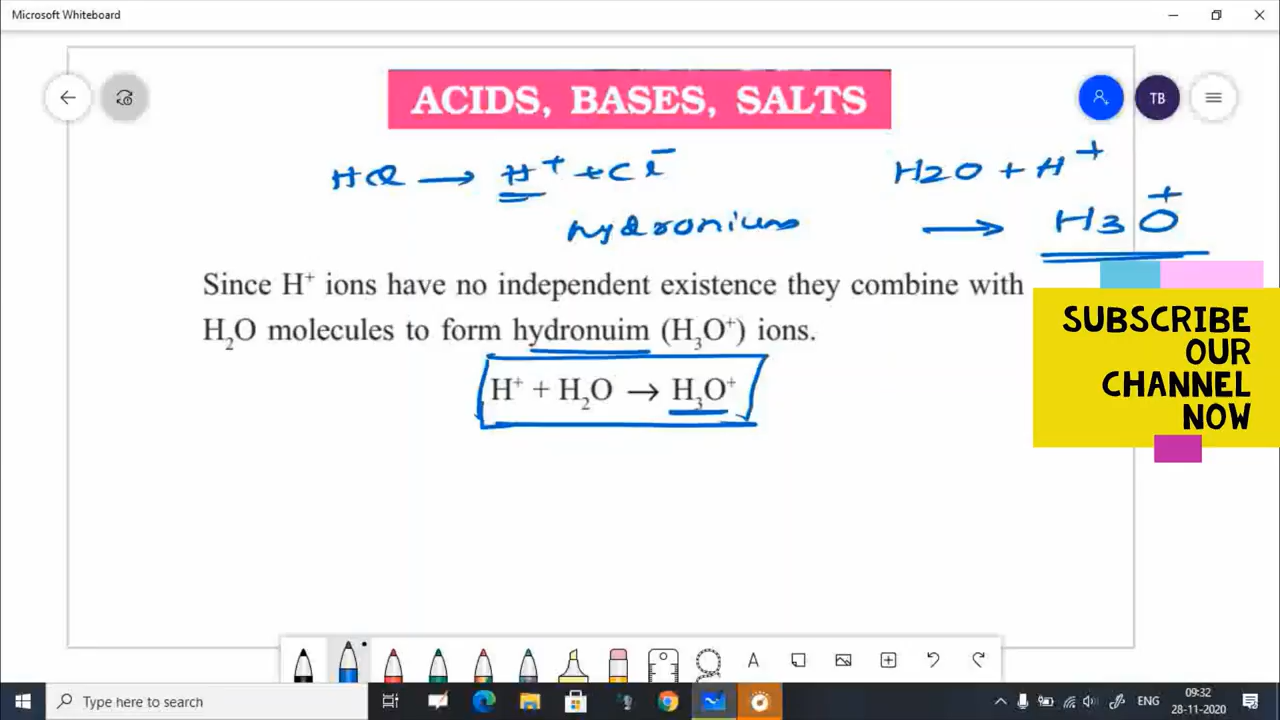 Microsoft Whiteboard
ACIDS, BASES, SALTS
TB
HCl → H⁺ + Cl⁻
H2O + H⁺
hydronium
→ H3O⁺
Since H⁺ ions have no independent existence they combine with
H₂O molecules to form hydronuim (H₃O⁺) ions.
H⁺ + H₂O → H₃O⁺
SUBSCRIBE
OUR
CHANNEL
NOW
A
Type here to search
ENG
09:32
28-11-2020